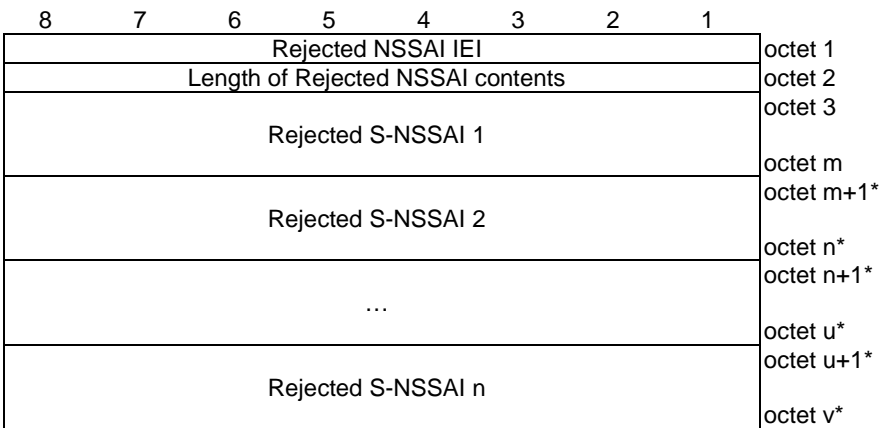 8 7 6 5 4 3 2 1
Rejected NSSAI IEI octet 1
Length of Rejected NSSAI contents octet 2
octet 3
Rejected S-NSSAI 1
octet m
octet m+1*
Rejected S-NSSAI 2
octet n*
octet n+1*
…
octet u*
octet u+1*
Rejected S-NSSAI n
octet v*